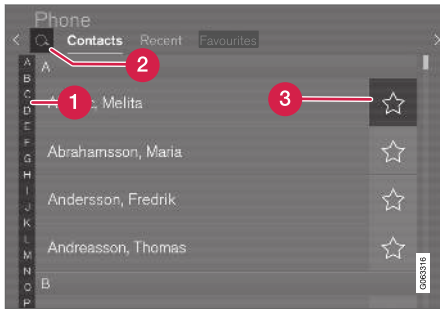 Phone
Contacts Recent Favourites
2
A
A
B
C
D
E
F
G
H
I
J
K
L
M
N
O
P
1
Melita
3
Abrahamsson, Maria
Andersson, Fredrik
Andreasson, Thomas
B
G063316